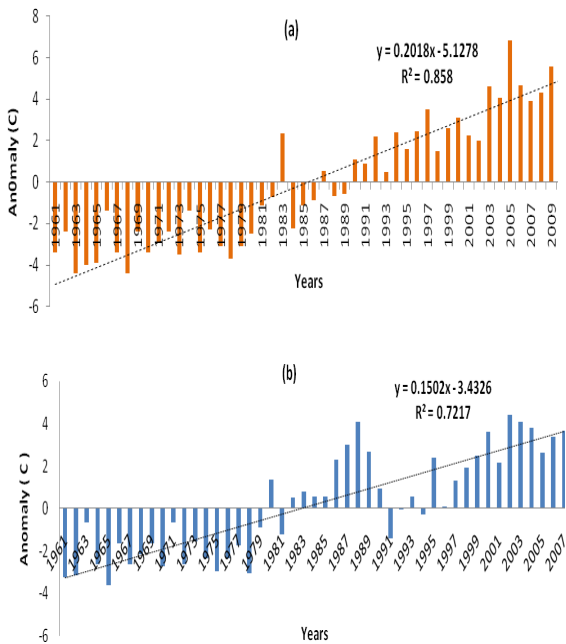 (a)
8
6
4
2
0
-2
-4
-6
An0maly (C)
y = 0.2018x - 5.1278
R² = 0.858
1961 1963 1965 1967 1969 1971 1973 1975 1977 1979 1981 1983 1985 1987 1989 1991 1993 1995 1997 1999 2001 2003 2005 2007 2009
Years
(b)
6
4
2
0
-2
-4
-6
Anomaly ( C )
y = 0.1502x - 3.4326
R² = 0.7217
1961 1963 1965 1967 1969 1971 1973 1975 1977 1979 1981 1983 1985 1987 1989 1991 1993 1995 1997 1999 2001 2003 2005 2007
Years